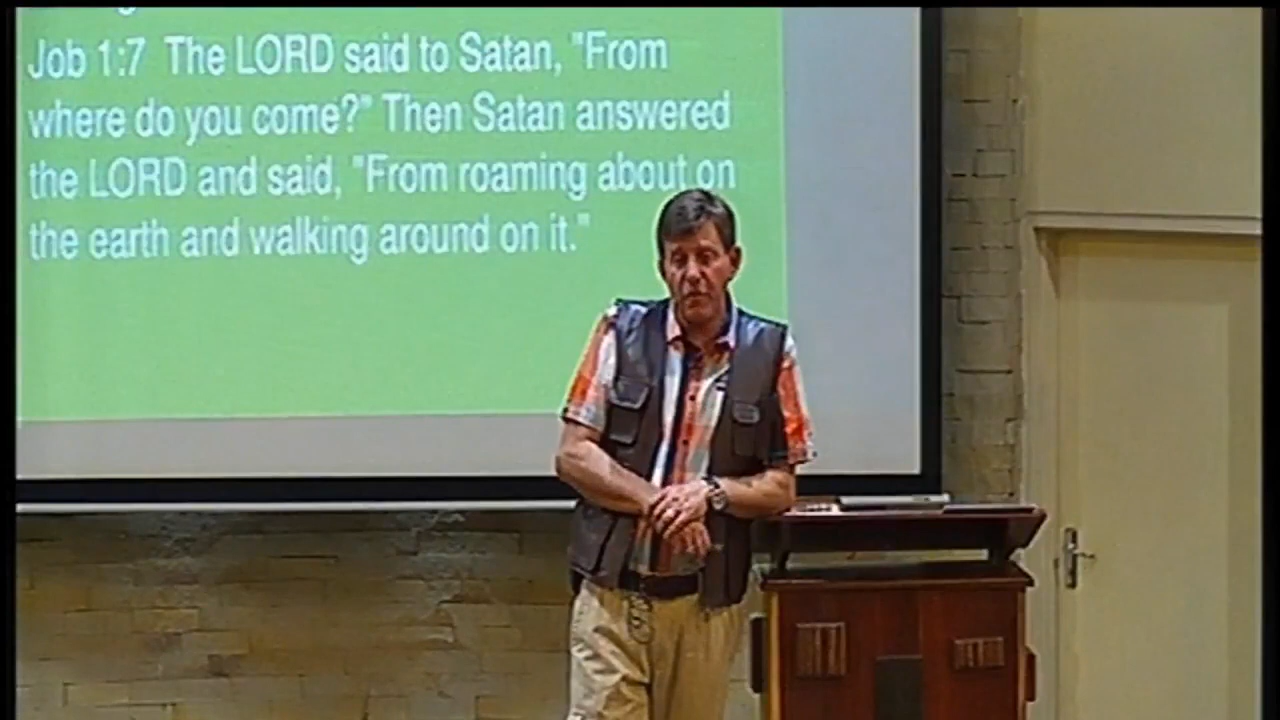 Job 1:7  The LORD said to Satan, "From
where do you come?" Then Satan answered
the LORD and said, "From roaming about on
the earth and walking around on it."